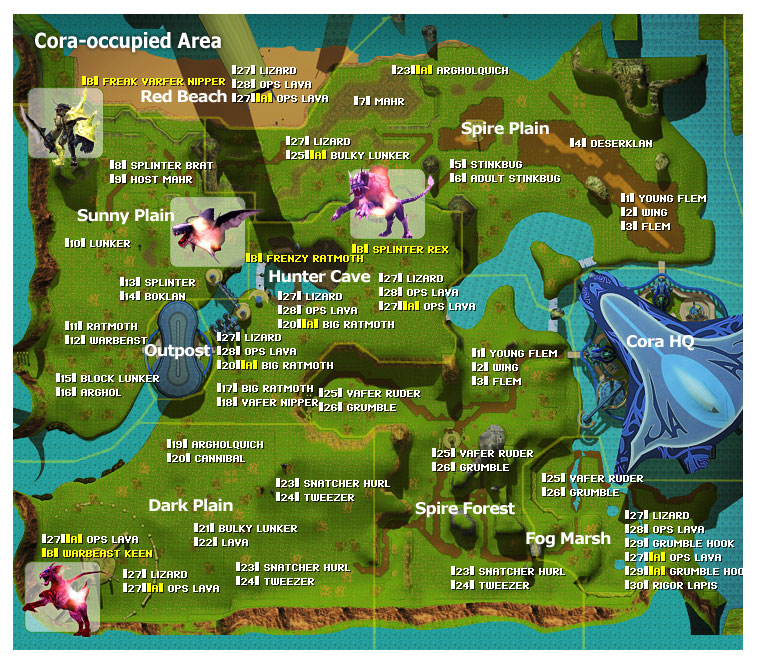 Cora-occupied Area
[B] FREAK VARFER NIPPER
Red Beach
[27] LIZARD
[28] OPS LAVA
[27][A] OPS LAVA
[23][A] ARGHOLQUICH
[7] MAHR
Spire Plain
[4] DESERKLAN
[27] LIZARD
[25][A] BULKY LUNKER
[5] STINKBUG
[6] ADULT STINKBUG
[8] SPLINTER BRAT
[9] HOST MAHR
[1] YOUNG FLEM
[2] WING
[3] FLEM
Sunny Plain
[10] LUNKER
[B] FRENZY RATMOTH
[B] SPLINTER REX
Hunter Cave
[13] SPLINTER
[14] BOKLAN
[27] LIZARD
[28] OPS LAVA
[20][A] BIG RATMOTH
[27] LIZARD
[28] OPS LAVA
[27][A] OPS LAVA
[11] RATMOTH
[12] WARBEAST
Outpost
[27] LIZARD
[28] OPS LAVA
[20][A] BIG RATMOTH
[1] YOUNG FLEM
[2] WING
[3] FLEM
Cora HQ
[15] BLOCK LUNKER
[16] ARGHOL
[17] BIG RATMOTH
[18] VAFER NIPPER
[25] VAFER RUDER
[26] GRUMBLE
[19] ARGHOLQUICH
[20] CANNIBAL
[25] VAFER RUDER
[26] GRUMBLE
[25] VAFER RUDER
[26] GRUMBLE
[23] SNATCHER HURL
[24] TWEEZER
Dark Plain
Spire Forest
[21] BULKY LUNKER
[22] LAVA
Fog Marsh
[27] LIZARD
[28] OPS LAVA
[29] GRUMBLE HOOK
[27][A] OPS LAVA
[29][A] GRUMBLE HOO
[30] RIGOR LAPIS
[27][A] OPS LAVA
[B] WARBEAST KEEN
[27] LIZARD
[27][A] OPS LAVA
[23] SNATCHER HURL
[24] TWEEZER
[23] SNATCHER HURL
[24] TWEEZER